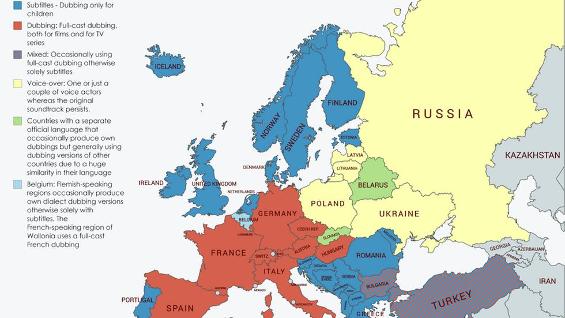 Subtitles - Dubbing only for
children
Dubbing: Full-cast dubbing,
both for films and for TV
series
Mixed: Occasionally using
full-cast dubbing otherwise
solely subtitles
Voice-over: One or just a
couple of voice actors
whereas the original
soundtrack persists.
Countries with a separate
official language that
occasionally produce own
dubbings but generally using
dubbing versions of other
countries due to a huge
similarity in their language
Belgium: Flemish-speaking
regions occasionally produce
own dialect dubbing versions
otherwise solely with
subtitles. The
French-speaking region of
Wallonia uses a full-cast
French dubbing
ICELAND
FINLAND
NORWAY
SWEDEN
RUSSIA
ESTONIA
LATVIA
LITHUANIA
KAZAKHSTAN
DENMARK
IRELAND
UNITED KINGDOM
NETHERLANDS
BELARUS
BELGIUM
GERMANY
POLAND
UKRAINE
CZECH REP.
SLOVAKIA
FRANCE
SWITZ.
AUSTRIA
HUNGARY
ROMANIA
ITALY
GEORGIA
AZERBAIJAN
BULGARIA
IRAN
PORTUGAL
SPAIN
TURKEY
GREECE